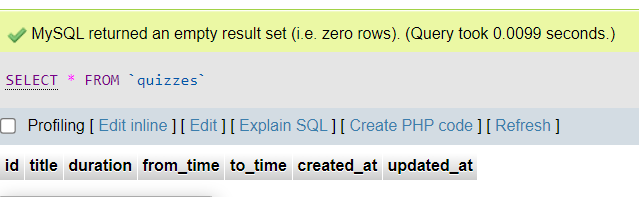 MySQL returned an empty result set (i.e. zero rows). (Query took 0.0099 seconds.)
SELECT * FROM `quizzes`
Profiling [ Edit inline ] [ Edit ] [ Explain SQL ] [ Create PHP code ] [ Refresh ]
id title duration from_time to_time created_at updated_at